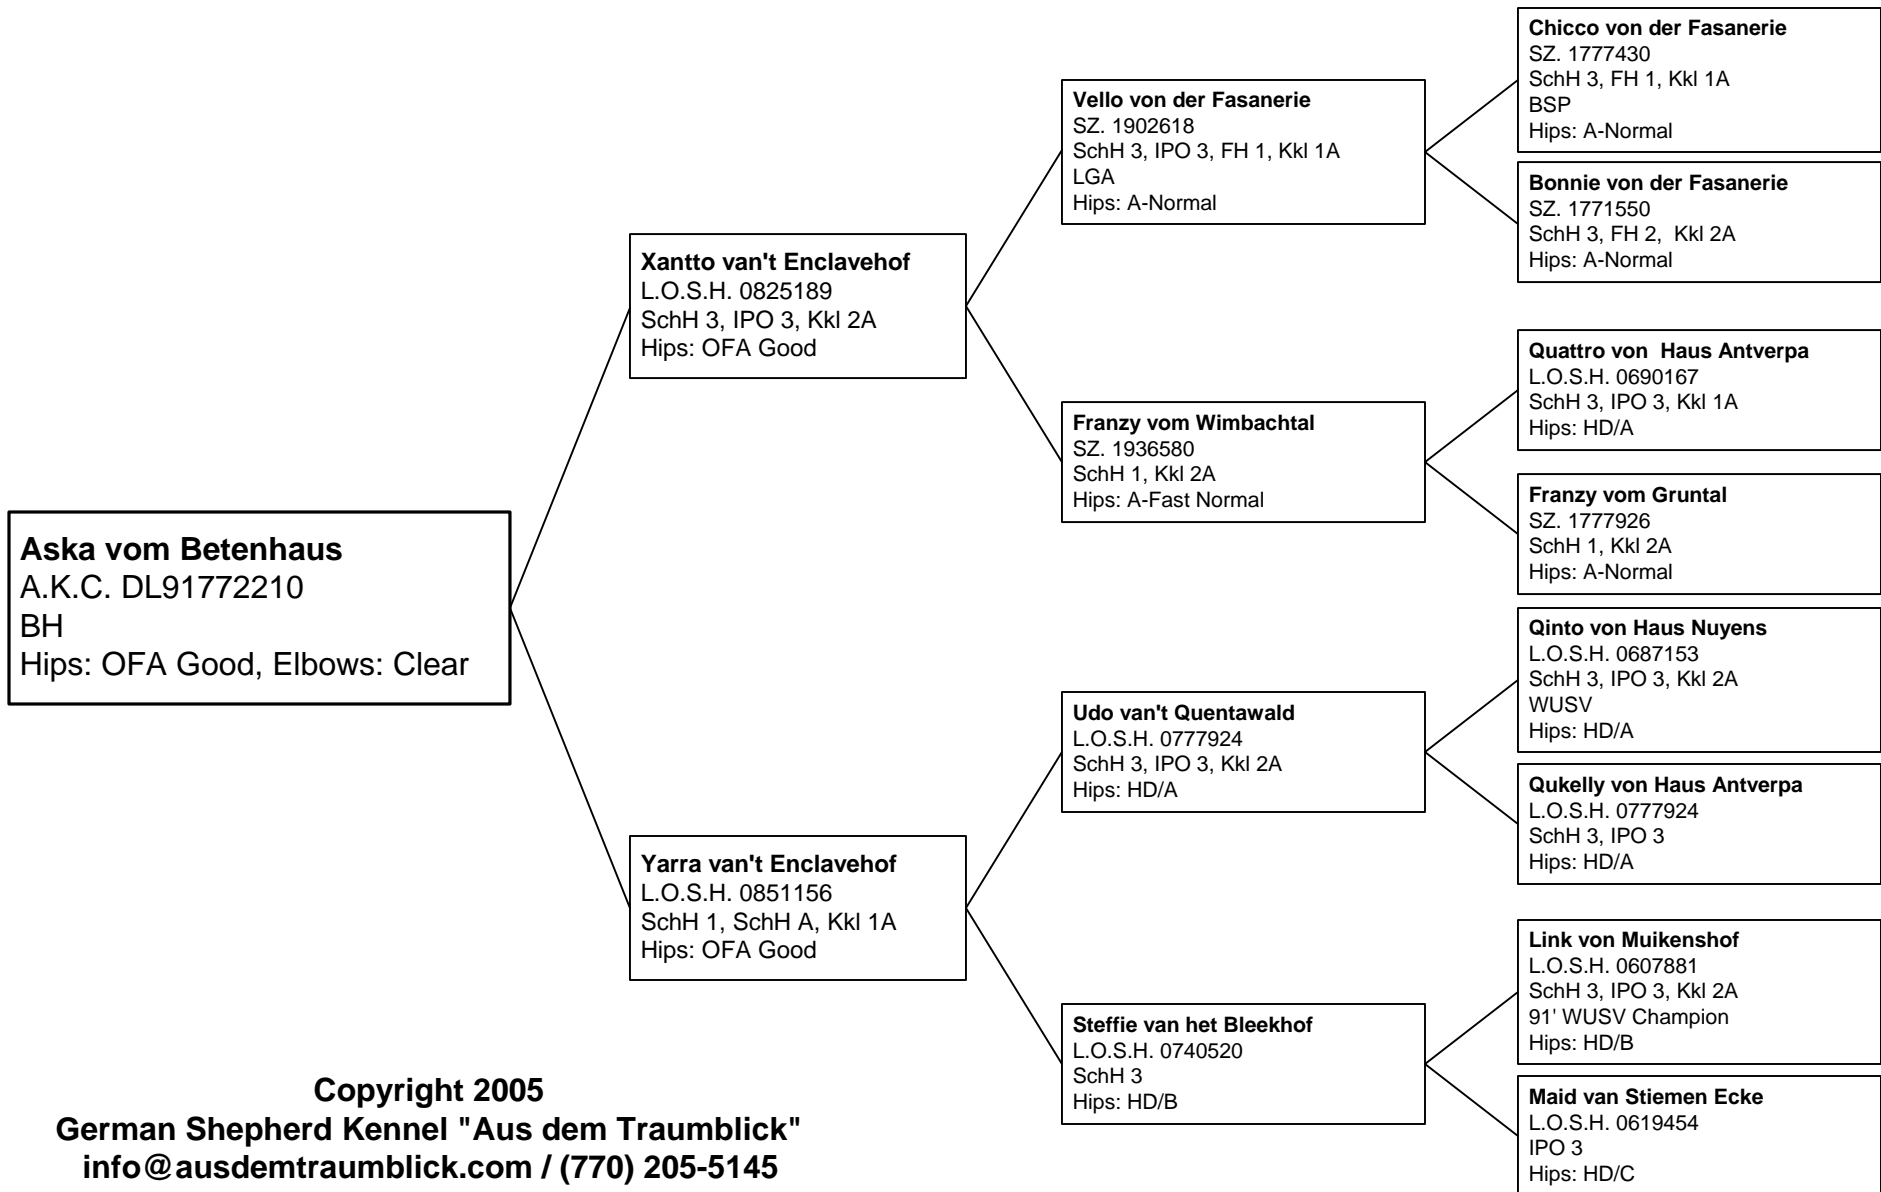 Aska vom Betenhaus
A.K.C. DL91772210
BH
Hips: OFA Good, Elbows: Clear
Xantto van't Enclavehof
L.O.S.H. 0825189
SchH 3, IPO 3, Kkl 2A
Hips: OFA Good
Yarra van't Enclavehof
L.O.S.H. 0851156
SchH 1, SchH A, Kkl 1A
Hips: OFA Good
Vello von der Fasanerie
SZ. 1902618
SchH 3, IPO 3, FH 1, Kkl 1A
LGA
Hips: A-Normal
Franzy vom Wimbachtal
SZ. 1936580
SchH 1, Kkl 2A
Hips: A-Fast Normal
Udo van't Quentawald
L.O.S.H. 0777924
SchH 3, IPO 3, Kkl 2A
Hips: HD/A
Steffie van het Bleekhof
L.O.S.H. 0740520
SchH 3
Hips: HD/B
Chicco von der Fasanerie
SZ. 1777430
SchH 3, FH 1, Kkl 1A
BSP
Hips: A-Normal
Bonnie von der Fasanerie
SZ. 1771550
SchH 3, FH 2,  Kkl 2A
Hips: A-Normal
Quattro von  Haus Antverpa
L.O.S.H. 0690167
SchH 3, IPO 3, Kkl 1A
Hips: HD/A
Franzy vom Gruntal
SZ. 1777926
SchH 1, Kkl 2A
Hips: A-Normal
Qinto von Haus Nuyens
L.O.S.H. 0687153
SchH 3, IPO 3, Kkl 2A
WUSV
Hips: HD/A
Qukelly von Haus Antverpa
L.O.S.H. 0777924
SchH 3, IPO 3
Hips: HD/A
Link von Muikenshof
L.O.S.H. 0607881
SchH 3, IPO 3, Kkl 2A
91' WUSV Champion
Hips: HD/B
Maid van Stiemen Ecke
L.O.S.H. 0619454
IPO 3
Hips: HD/C
Copyright 2005
German Shepherd Kennel "Aus dem Traumblick"
info@ausdemtraumblick.com / (770) 205-5145